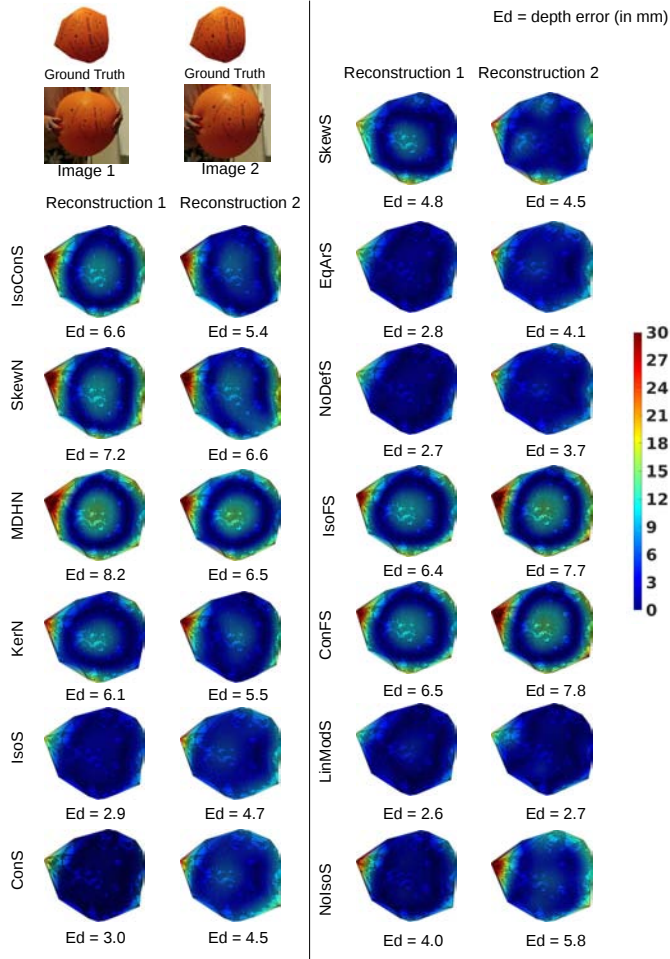 Ground Truth Ground Truth
Image 1 Image 2
Reconstruction 1 Reconstruction 2
IsoConS
Ed = 6.6 Ed = 5.4
SkewN
Ed = 7.2 Ed = 6.6
MDHN
Ed = 8.2 Ed = 6.5
KerN
Ed = 6.1 Ed = 5.5
IsoS
Ed = 2.9 Ed = 4.7
ConS
Ed = 3.0 Ed = 4.5
Ed = depth error (in mm)
Reconstruction 1 Reconstruction 2
SkewS
Ed = 4.8 Ed = 4.5
EqArS
Ed = 2.8 Ed = 4.1
NoDefS
Ed = 2.7 Ed = 3.7
IsoFS
Ed = 6.4 Ed = 7.7
ConFS
Ed = 6.5 Ed = 7.8
LinModS
Ed = 2.6 Ed = 2.7
NoIsoS
Ed = 4.0 Ed = 5.8
30
27
24
21
18
15
12
9
6
3
0